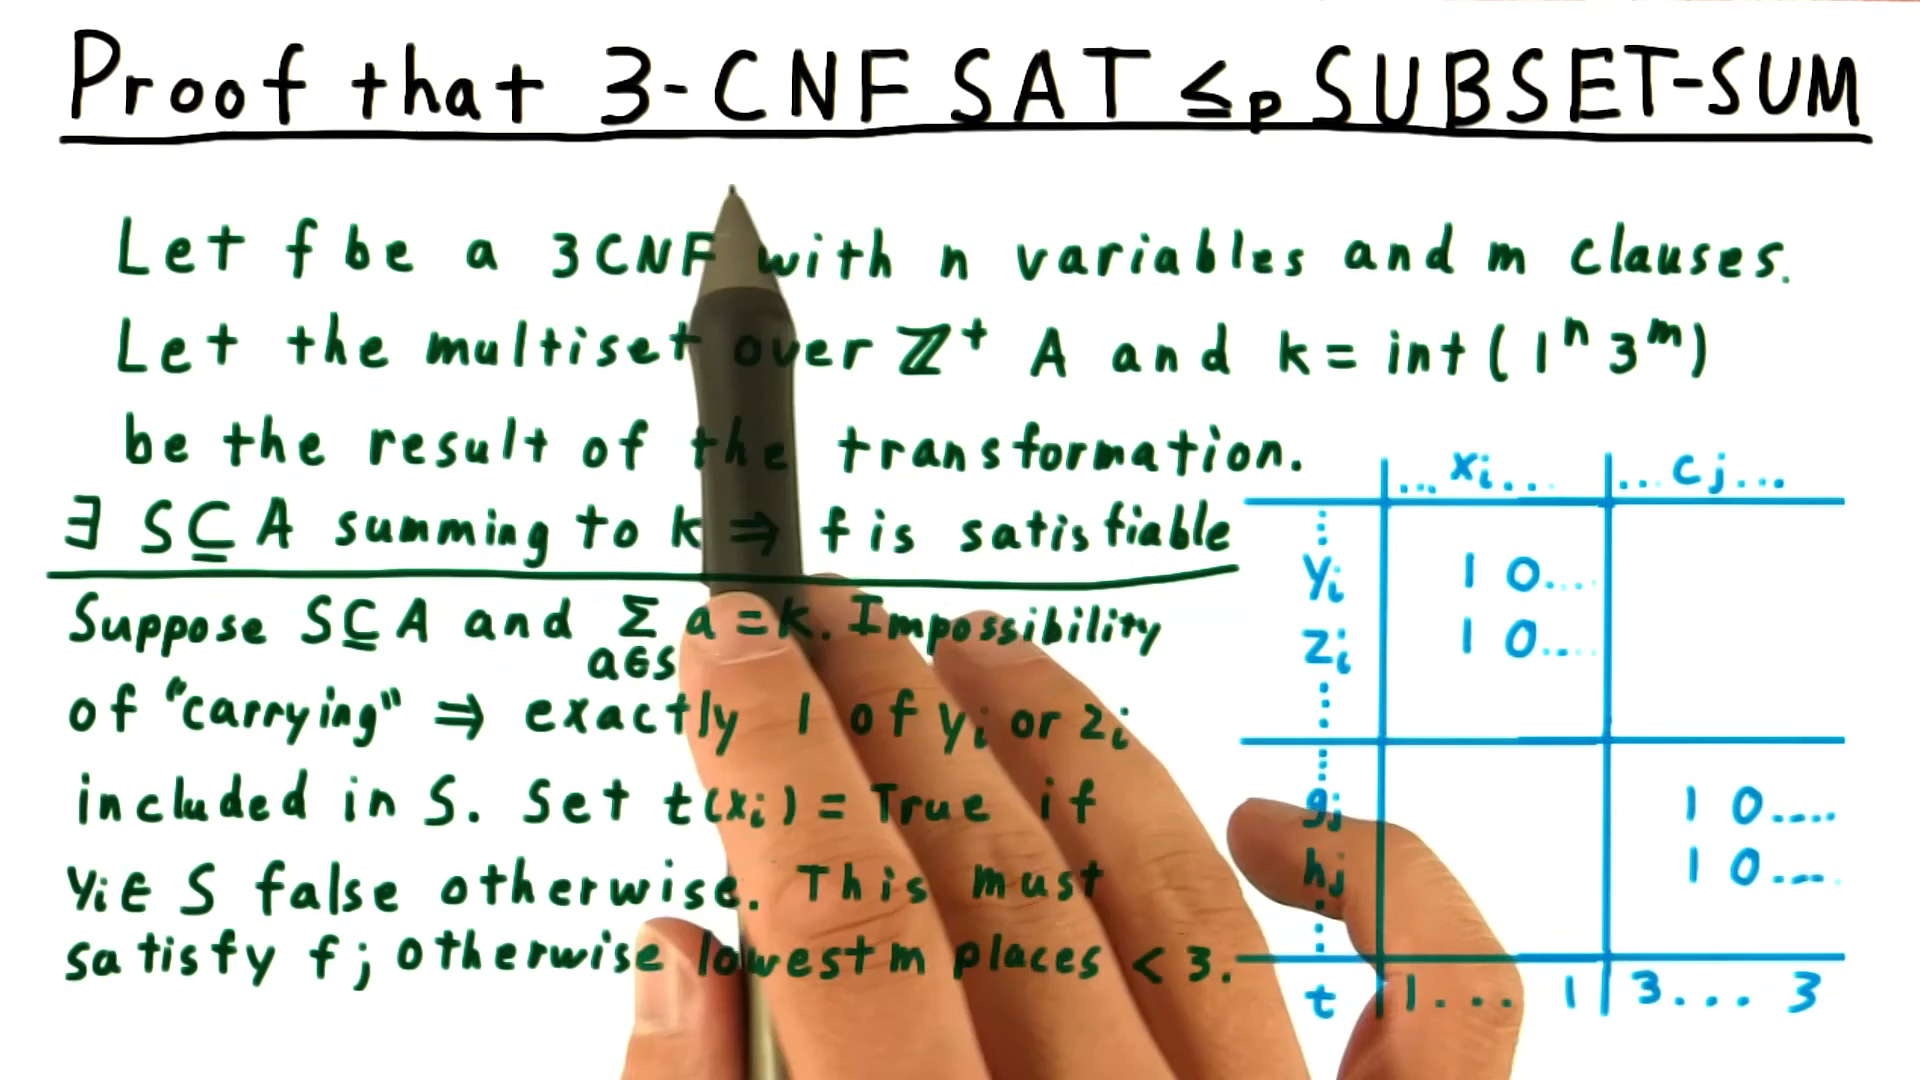 Proof that 3-CNF SAT ≤p SUBSET-SUM
Let f be a 3CNF with n variables and m clauses.
Let the multiset over ℤ⁺ A and k = int(1ⁿ3ᵐ)
be the result of the transformation.
∃ S⊆A summing to k ⇒ f is satisfiable
Suppose S⊆A and Σ a∈S a = k. Impossibility
of "carrying" ⇒ exactly 1 of yi or zi
included in S. Set t(xi) = True if
yi∈ S false otherwise. This must
satisfy f; otherwise lowest m places < 3.
... xi... ... cj...
yi 1 0...
zi 1 0...
gj 1 0....
hj 1 0....
t 1... 1 3... 3